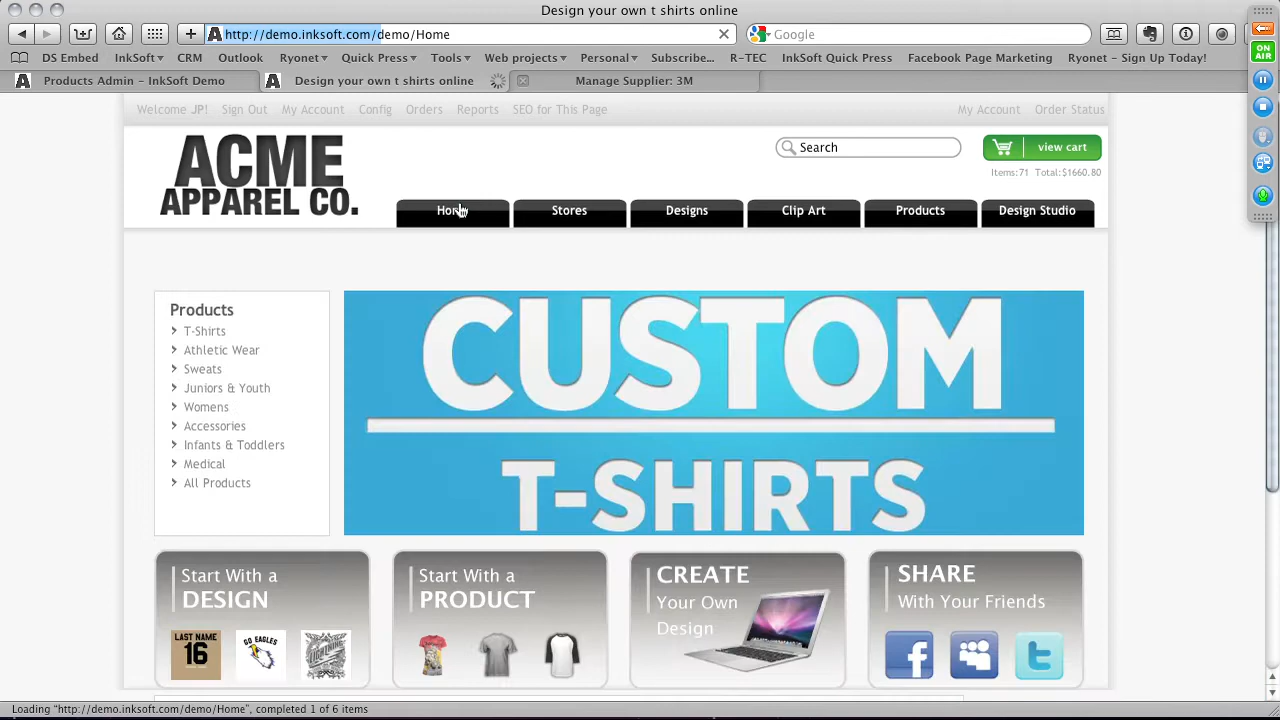 Design your own t shirts online
http://demo.inksoft.com/demo/Home
Google
DS Embed InkSoft CRM Outlook Ryonet Quick Press Tools Web projects Personal Subscribe... R-TEC InkSoft Quick Press Facebook Page Marketing Ryonet - Sign Up Today!
ON AIR
Products Admin - InkSoft Demo
Design your own t shirts online
Manage Supplier: 3M
Welcome JP! Sign Out My Account Config Orders Reports SEO for This Page
My Account Order Status
ACME
APPAREL CO.
Search
view cart
Items:71 Total:$1660.80
Home Stores Designs Clip Art Products Design Studio
Products
T-Shirts
Athletic Wear
Sweats
Juniors & Youth
Womens
Accessories
Infants & Toddlers
Medical
All Products
CUSTOM
T-SHIRTS
Start With a
DESIGN
LAST NAME
16
GO EAGLES
Start With a
PRODUCT
CREATE
Your Own
Design
SHARE
With Your Friends
Loading "http://demo.inksoft.com/demo/Home", completed 1 of 6 items